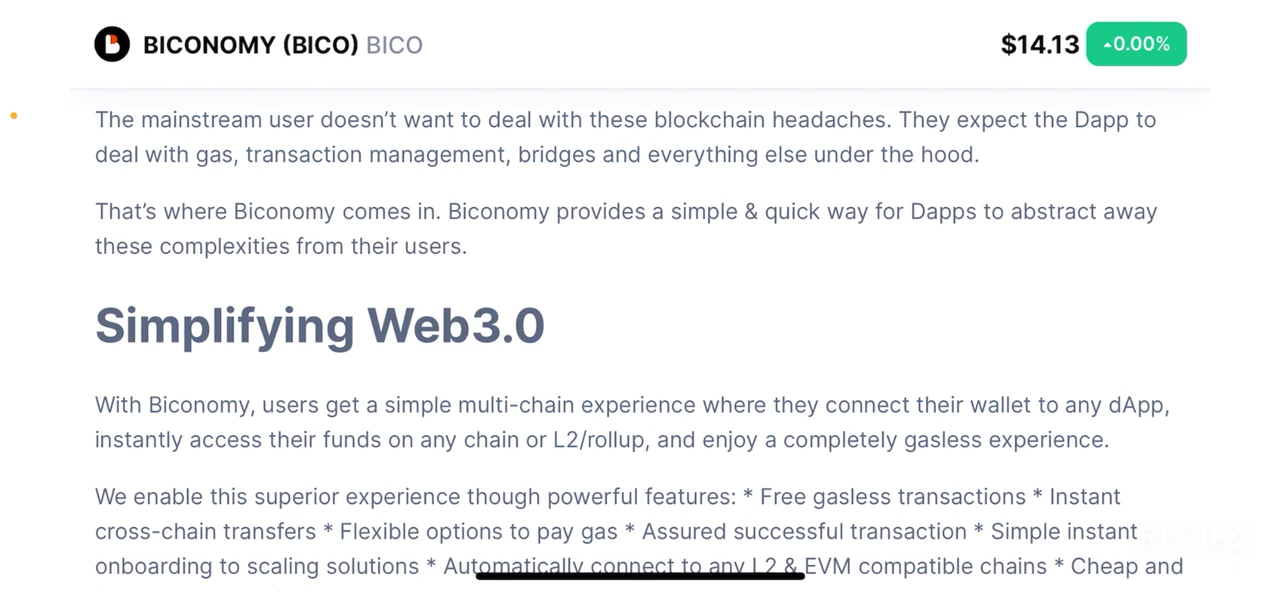 BICONOMY (BICO) BICO
$14.13 0.00%
The mainstream user doesn’t want to deal with these blockchain headaches. They expect the Dapp to
deal with gas, transaction management, bridges and everything else under the hood.
That’s where Biconomy comes in. Biconomy provides a simple & quick way for Dapps to abstract away
these complexities from their users.
Simplifying Web3.0
With Biconomy, users get a simple multi-chain experience where they connect their wallet to any dApp,
instantly access their funds on any chain or L2/rollup, and enjoy a completely gasless experience.
We enable this superior experience though powerful features: * Free gasless transactions * Instant
cross-chain transfers * Flexible options to pay gas * Assured successful transaction * Simple instant
onboarding to scaling solutions * Automatically connect to any L2 & EVM compatible chains * Cheap and